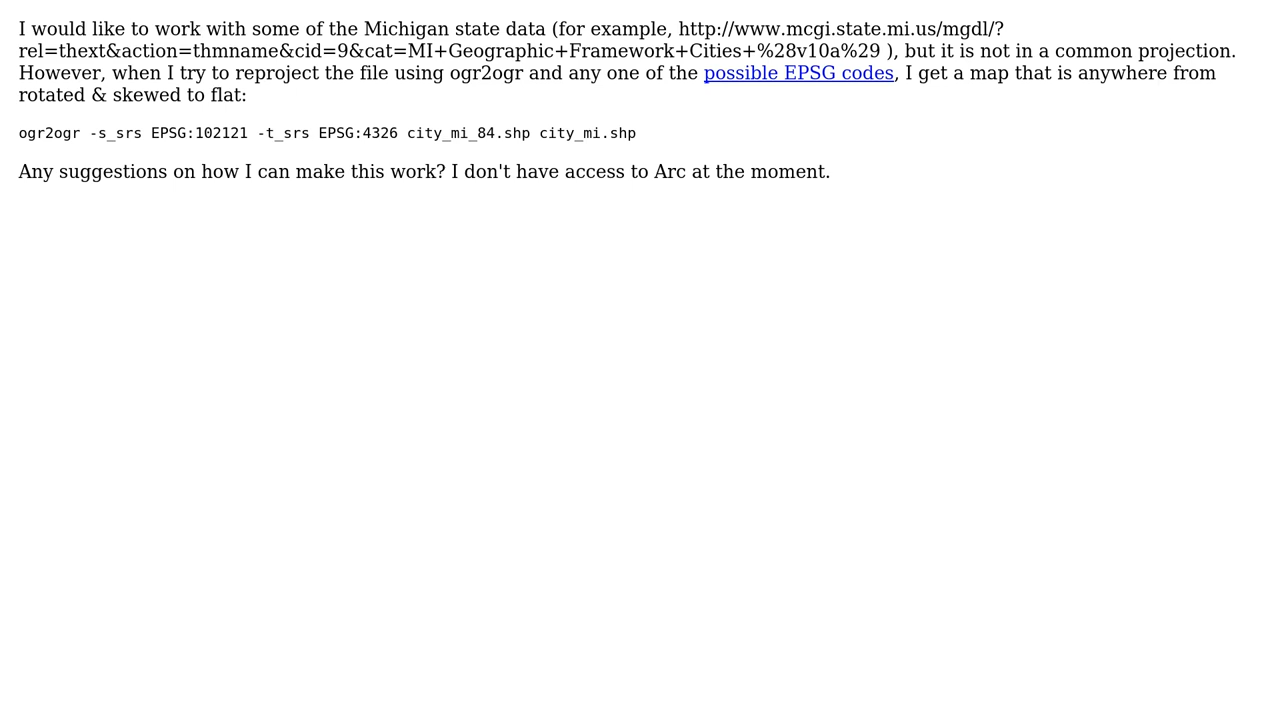 I would like to work with some of the Michigan state data (for example, http://www.mcgi.state.mi.us/mgdl/?
rel=thext&action=thmname&cid=9&cat=MI+Geographic+Framework+Cities+%28v10a%29 ), but it is not in a common projection.
However, when I try to reproject the file using ogr2ogr and any one of the possible EPSG codes, I get a map that is anywhere from
rotated & skewed to flat:
ogr2ogr -s_srs EPSG:102121 -t_srs EPSG:4326 city_mi_84.shp city_mi.shp
Any suggestions on how I can make this work? I don't have access to Arc at the moment.